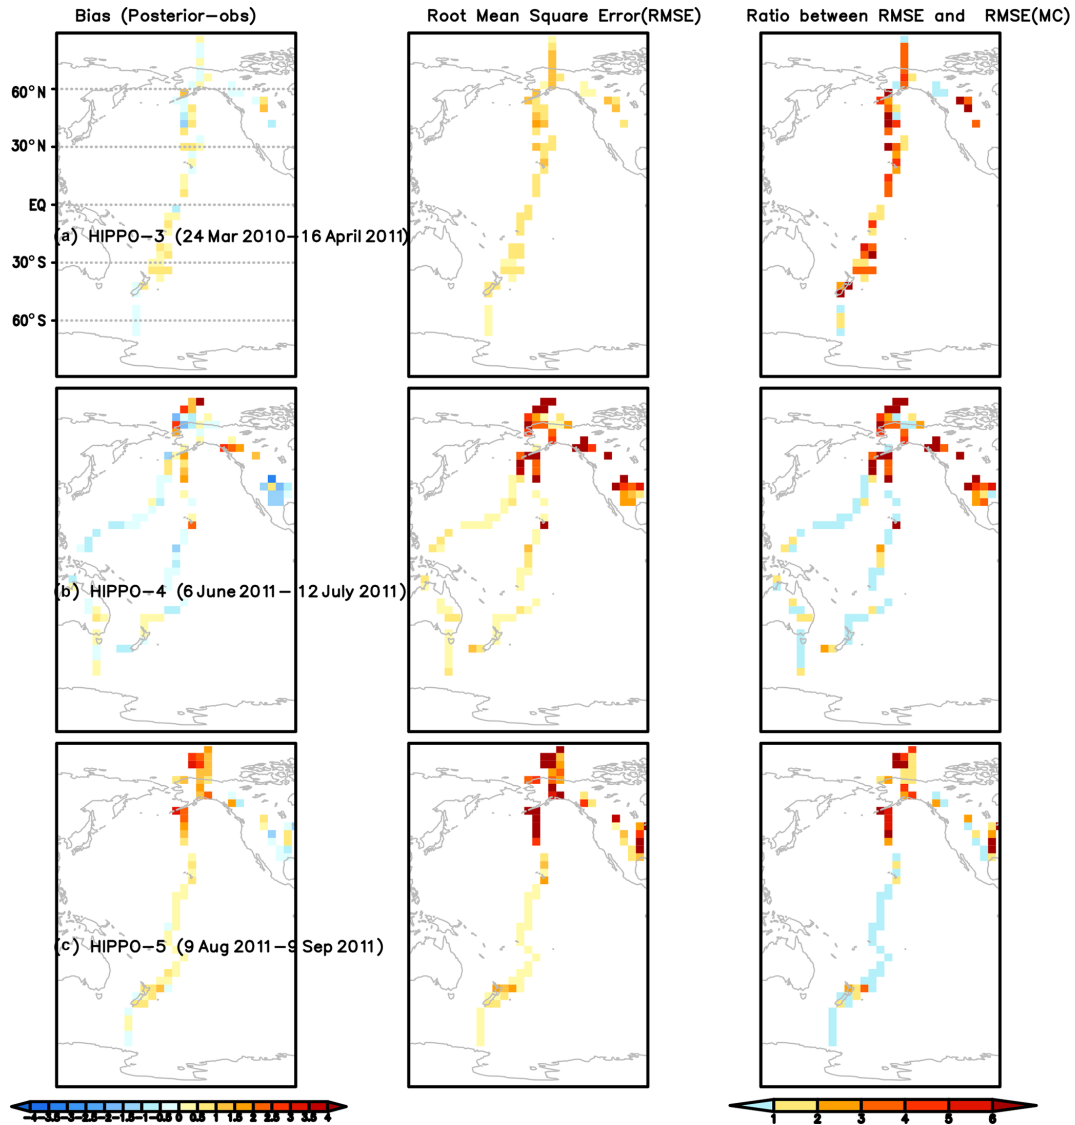 Bias (Posterior-obs)
Root Mean Square Error(RMSE)
Ratio between RMSE and RMSE(MC)
60°N
30°N
EQ
(a) HIPPO-3 (24 Mar 2010-16 April 2011)
30°S
60°S
(b) HIPPO-4 (6 June 2011- 12 July 2011)
(c) HIPPO-5 (9 Aug 2011-9 Sep 2011)
-4 -3.5 -3 -2.5 -2 -1.5 -1 -0.5 0 0.5 1 1.5 2 2.5 3 3.5 4
1 2 3 4 5 6